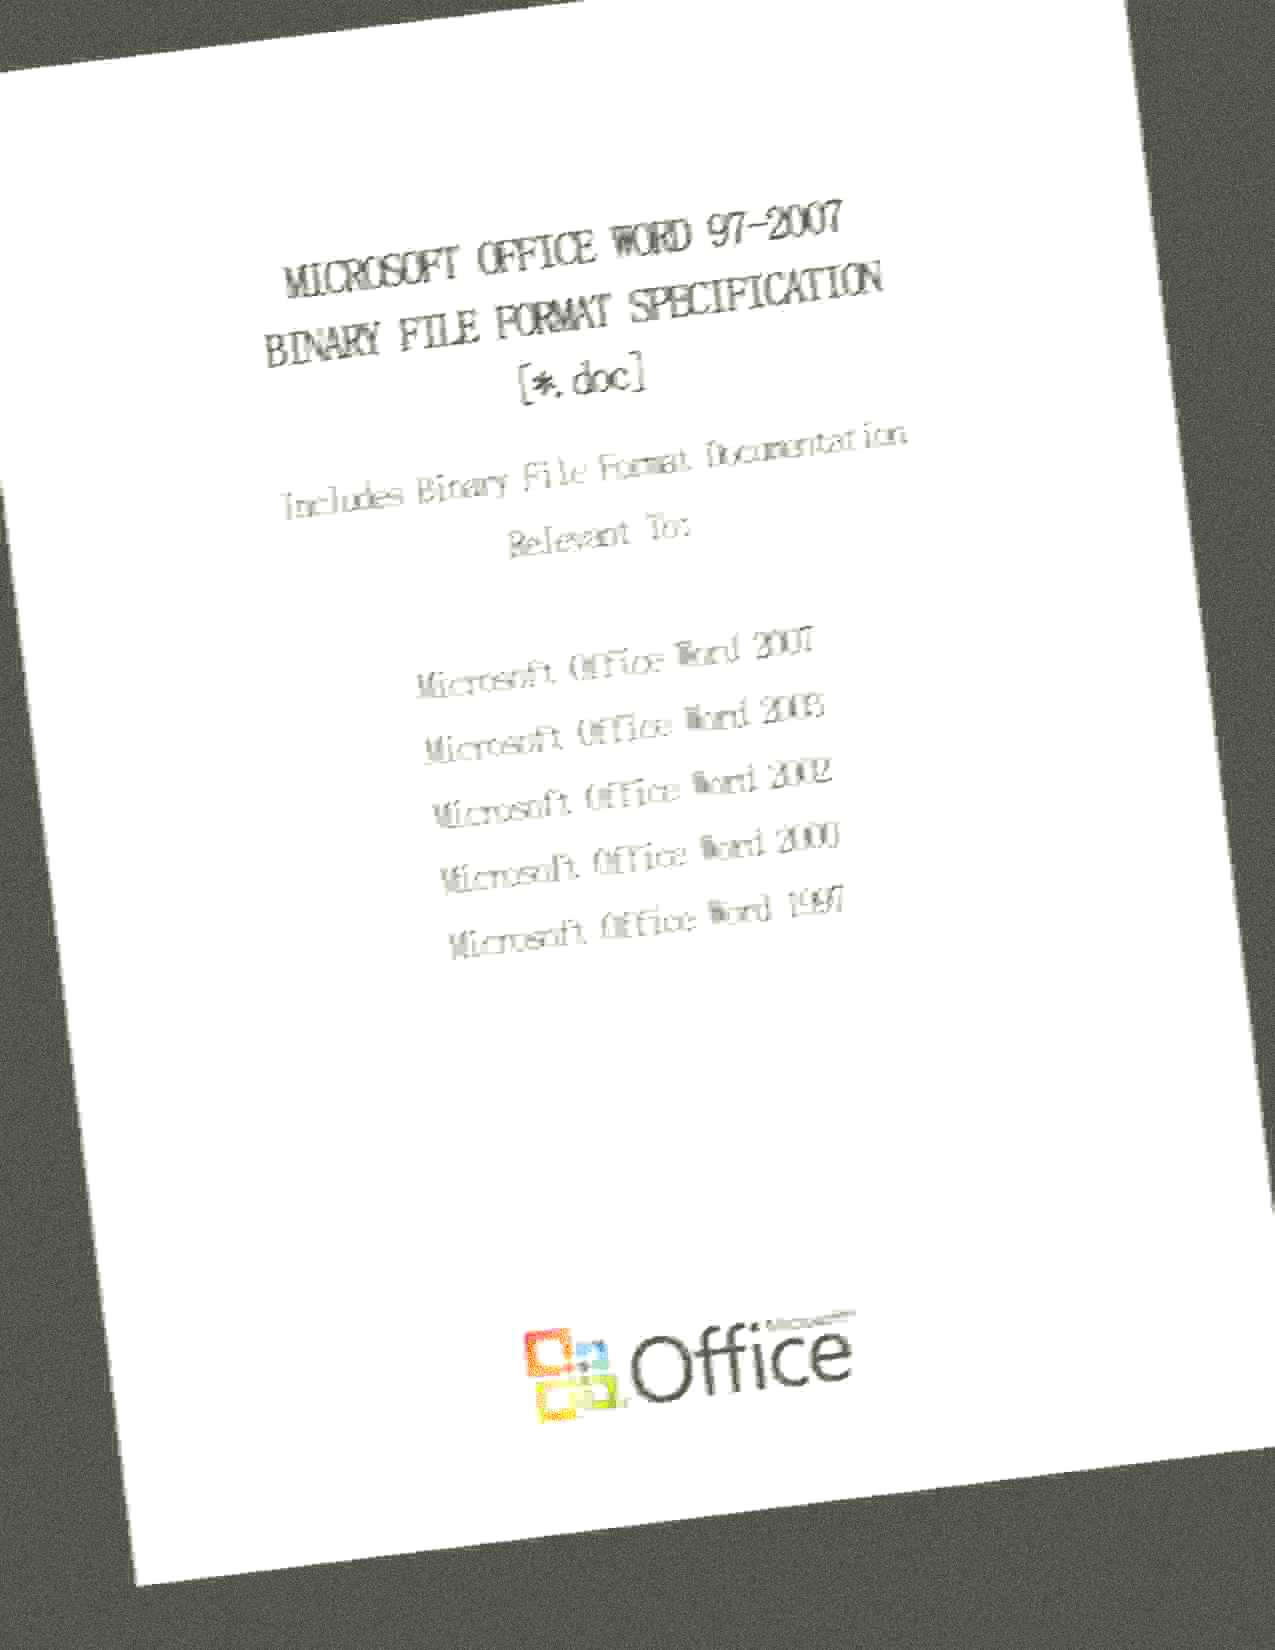 MICROSOFT OFFICE WORD 97-2007
BINARY FILE FORMAT SPECIFICATION
[*.doc]
Includes Binary File Format Documentation
Relevant To:
Microsoft Office Word 2007
Microsoft Office Word 2003
Microsoft Office Word 2002
Microsoft Office Word 2000
Microsoft Office Word 1997
Microsoft
Office